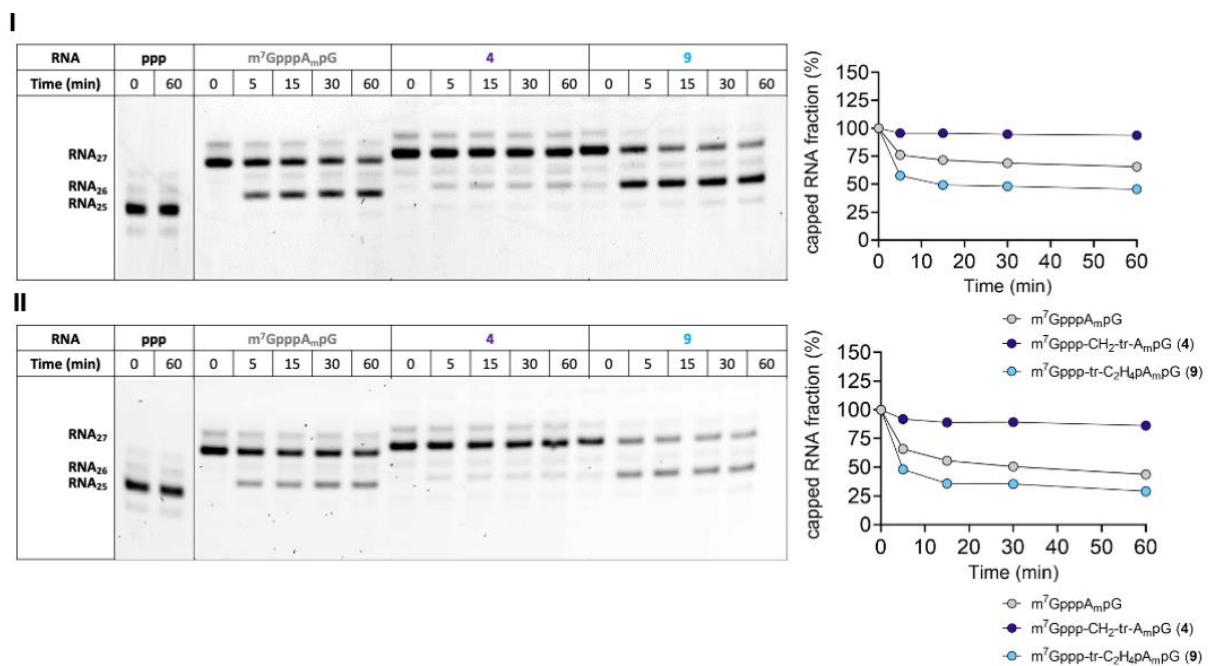 I
RNA ppp m⁷GpppAₘpG 4 9
Time (min) 0 60 0 5 15 30 60 0 5 15 30 60 0 5 15 30 60
RNA₂₇
RNA₂₆
RNA₂₅
capped RNA fraction (%)
150
125
100
75
50
25
0
0 10 20 30 40 50 60
Time (min)
m⁷GpppAₘpG
m⁷Gppp-CH₂-tr-AₘpG (4)
m⁷Gppp-tr-C₂H₄pAₘpG (9)
II
RNA ppp m⁷GpppAₘpG 4 9
Time (min) 0 60 0 5 15 30 60 0 5 15 30 60 0 5 15 30 60
RNA₂₇
RNA₂₆
RNA₂₅
capped RNA fraction (%)
150
125
100
75
50
25
0
0 10 20 30 40 50 60
Time (min)
m⁷GpppAₘpG
m⁷Gppp-CH₂-tr-AₘpG (4)
m⁷Gppp-tr-C₂H₄pAₘpG (9)